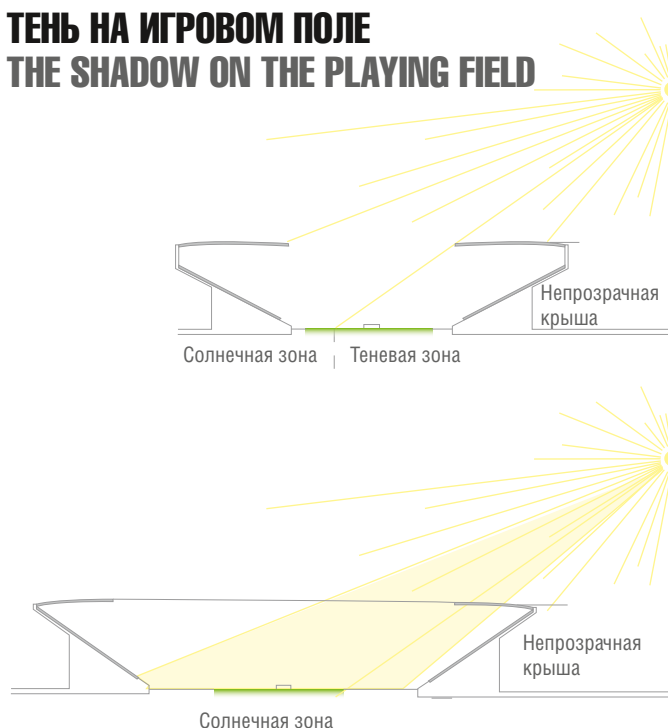 ТЕНЬ НА ИГРОВОМ ПОЛЕ
THE SHADOW ON THE PLAYING FIELD
Непрозрачная
крыша
Солнечная зона
Теневая зона
Непрозрачная
крыша
Солнечная зона